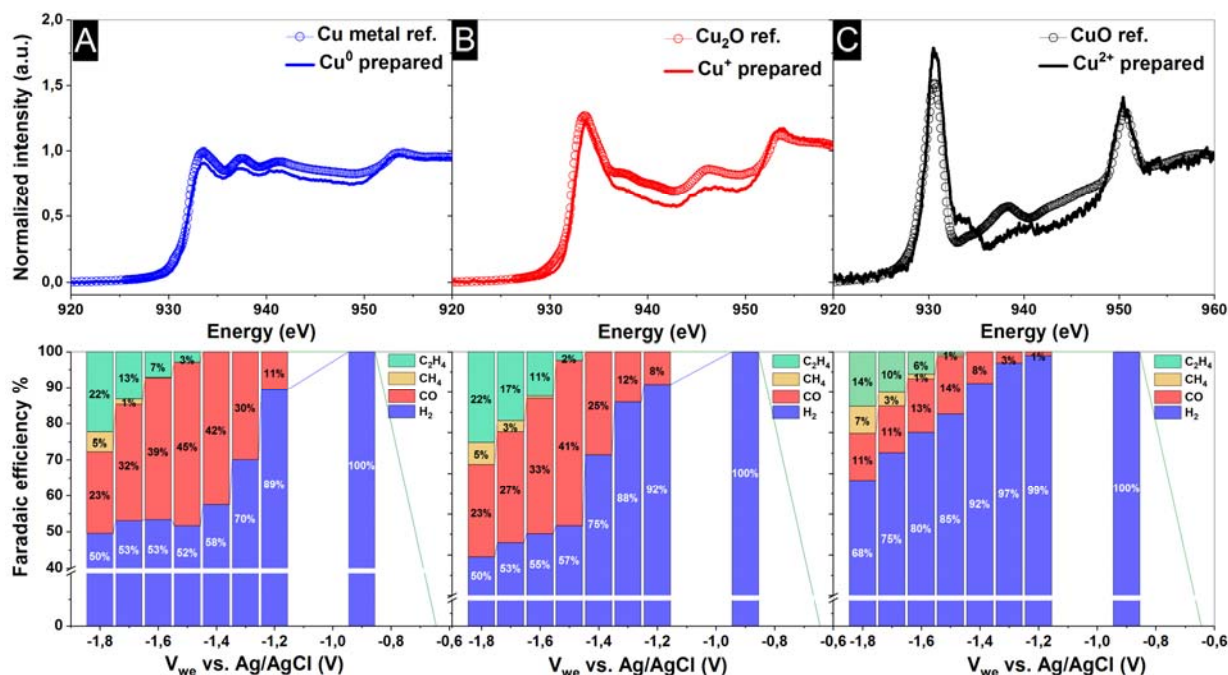 A
Cu metal ref.
Cu⁰ prepared
B
Cu₂O ref.
Cu⁺ prepared
C
CuO ref.
Cu²⁺ prepared
Normalized intensity (a.u.)
2,0
1,5
1,0
0,5
0,0
920 930 940 950 920 930 940 950 920 930 940 950 960
Energy (eV) Energy (eV) Energy (eV)
Faradaic efficiency %
100
90
80
70
60
50
40
0
C₂H₄
CH₄
CO
H₂
22% 13% 7% 3%
5% 1%
23% 32% 39% 45% 42% 30% 11%
50% 53% 53% 52% 58% 70% 89% 100%
C₂H₄
CH₄
CO
H₂
22% 17% 11% 2%
5% 3%
23% 27% 33% 41% 25% 12% 8%
50% 53% 55% 57% 75% 88% 92% 100%
C₂H₄
CH₄
CO
H₂
14% 10% 6% 1%
7% 3% 1%
11% 11% 13% 14% 8% 3% 1%
68% 75% 80% 85% 92% 97% 99% 100%
-1,8 -1,6 -1,4 -1,2 -1,0 -0,8 -0,6 -1,8 -1,6 -1,4 -1,2 -1,0 -0,8 -0,6 -1,8 -1,6 -1,4 -1,2 -1,0 -0,8 -0,6
V_we vs. Ag/AgCl (V) V_we vs. Ag/AgCl (V) V_we vs. Ag/AgCl (V)